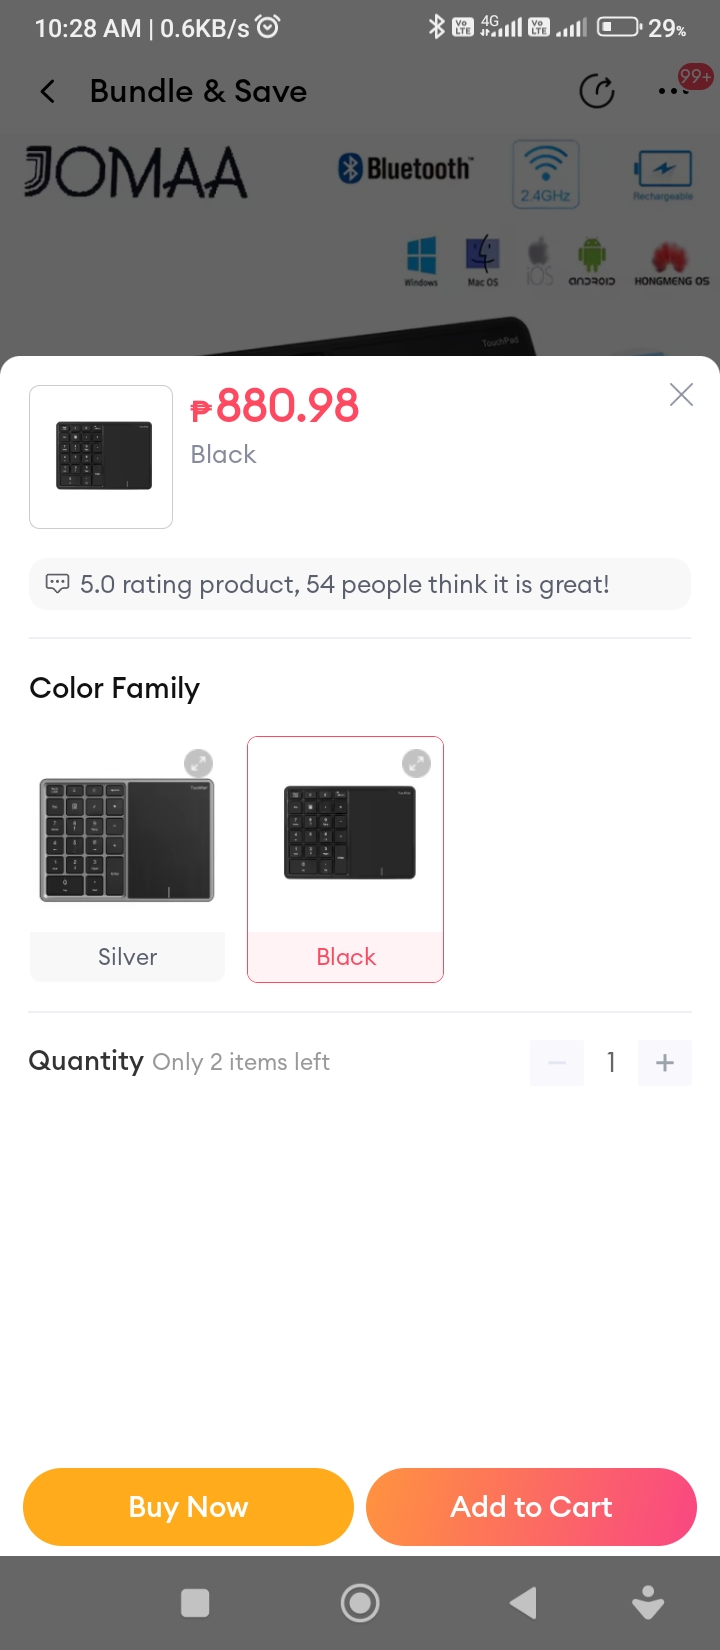 10:28 AM | 0.6KB/s
4G
29%
Bundle & Save
99+
JOMAA
Bluetooth™
2.4GHz
Rechargeable
Windows
Mac OS
iOS
ANDROID
HONGMENG OS
TouchPad
₱880.98
Black
5.0 rating product, 54 people think it is great!
Color Family
Silver
Black
Quantity Only 2 items left
1
Buy Now
Add to Cart